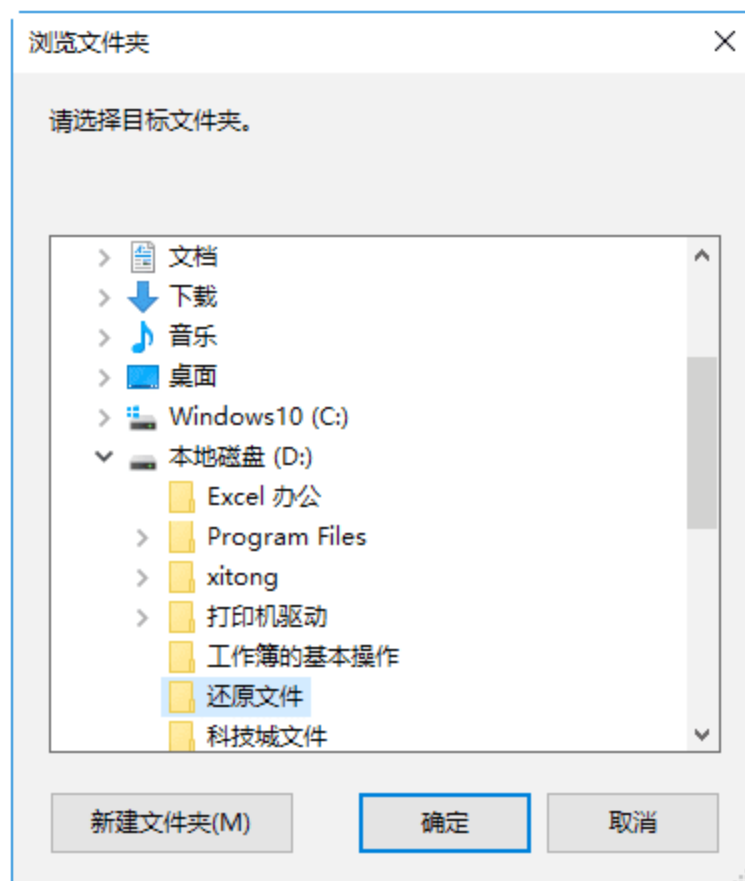 浏览文件夹
请选择目标文件夹。
文档
下载
音乐
桌面
Windows10 (C:)
本地磁盘 (D:)
Excel 办公
Program Files
xitong
打印机驱动
工作簿的基本操作
还原文件
科技城文件
新建文件夹(M) 确定 取消